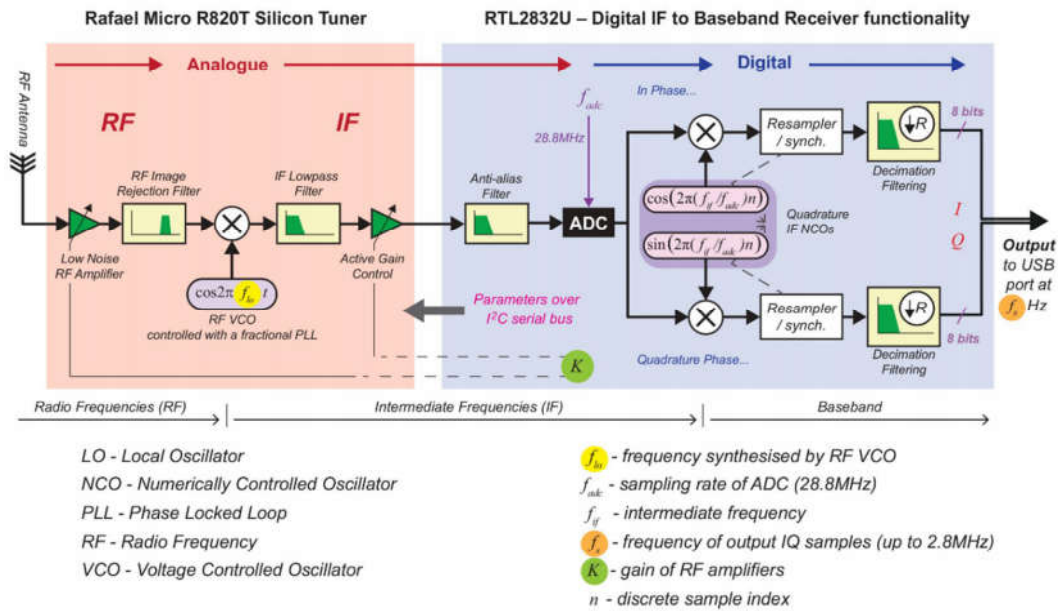 Rafael Micro R820T Silicon Tuner
RTL2832U – Digital IF to Baseband Receiver functionality
Analogue
Digital
RF Antenna
RF
IF
f_adc
28.8MHz
In Phase...
8 bits
Resampler
/ synch.
R
Decimation
Filtering
RF Image
Rejection Filter
IF Lowpass
Filter
Anti-alias
Filter
ADC
cos(2π(f_if/f_adc)n)
sin(2π(f_if/f_adc)n)
Quadrature
IF NCOs
I
Q
Low Noise
RF Amplifier
Active Gain
Control
cos2π f_lo t
RF VCO
controlled with a fractional PLL
Parameters over
I²C serial bus
K
Quadrature Phase...
Resampler
/ synch.
R
Decimation
Filtering
8 bits
Output
to USB
port at
f_s Hz
Radio Frequencies (RF)
Intermediate Frequencies (IF)
Baseband
LO - Local Oscillator
NCO - Numerically Controlled Oscillator
PLL - Phase Locked Loop
RF - Radio Frequency
VCO - Voltage Controlled Oscillator
f_lo - frequency synthesised by RF VCO
f_adc - sampling rate of ADC (28.8MHz)
f_if - intermediate frequency
f_s - frequency of output IQ samples (up to 2.8MHz)
K - gain of RF amplifiers
n - discrete sample index